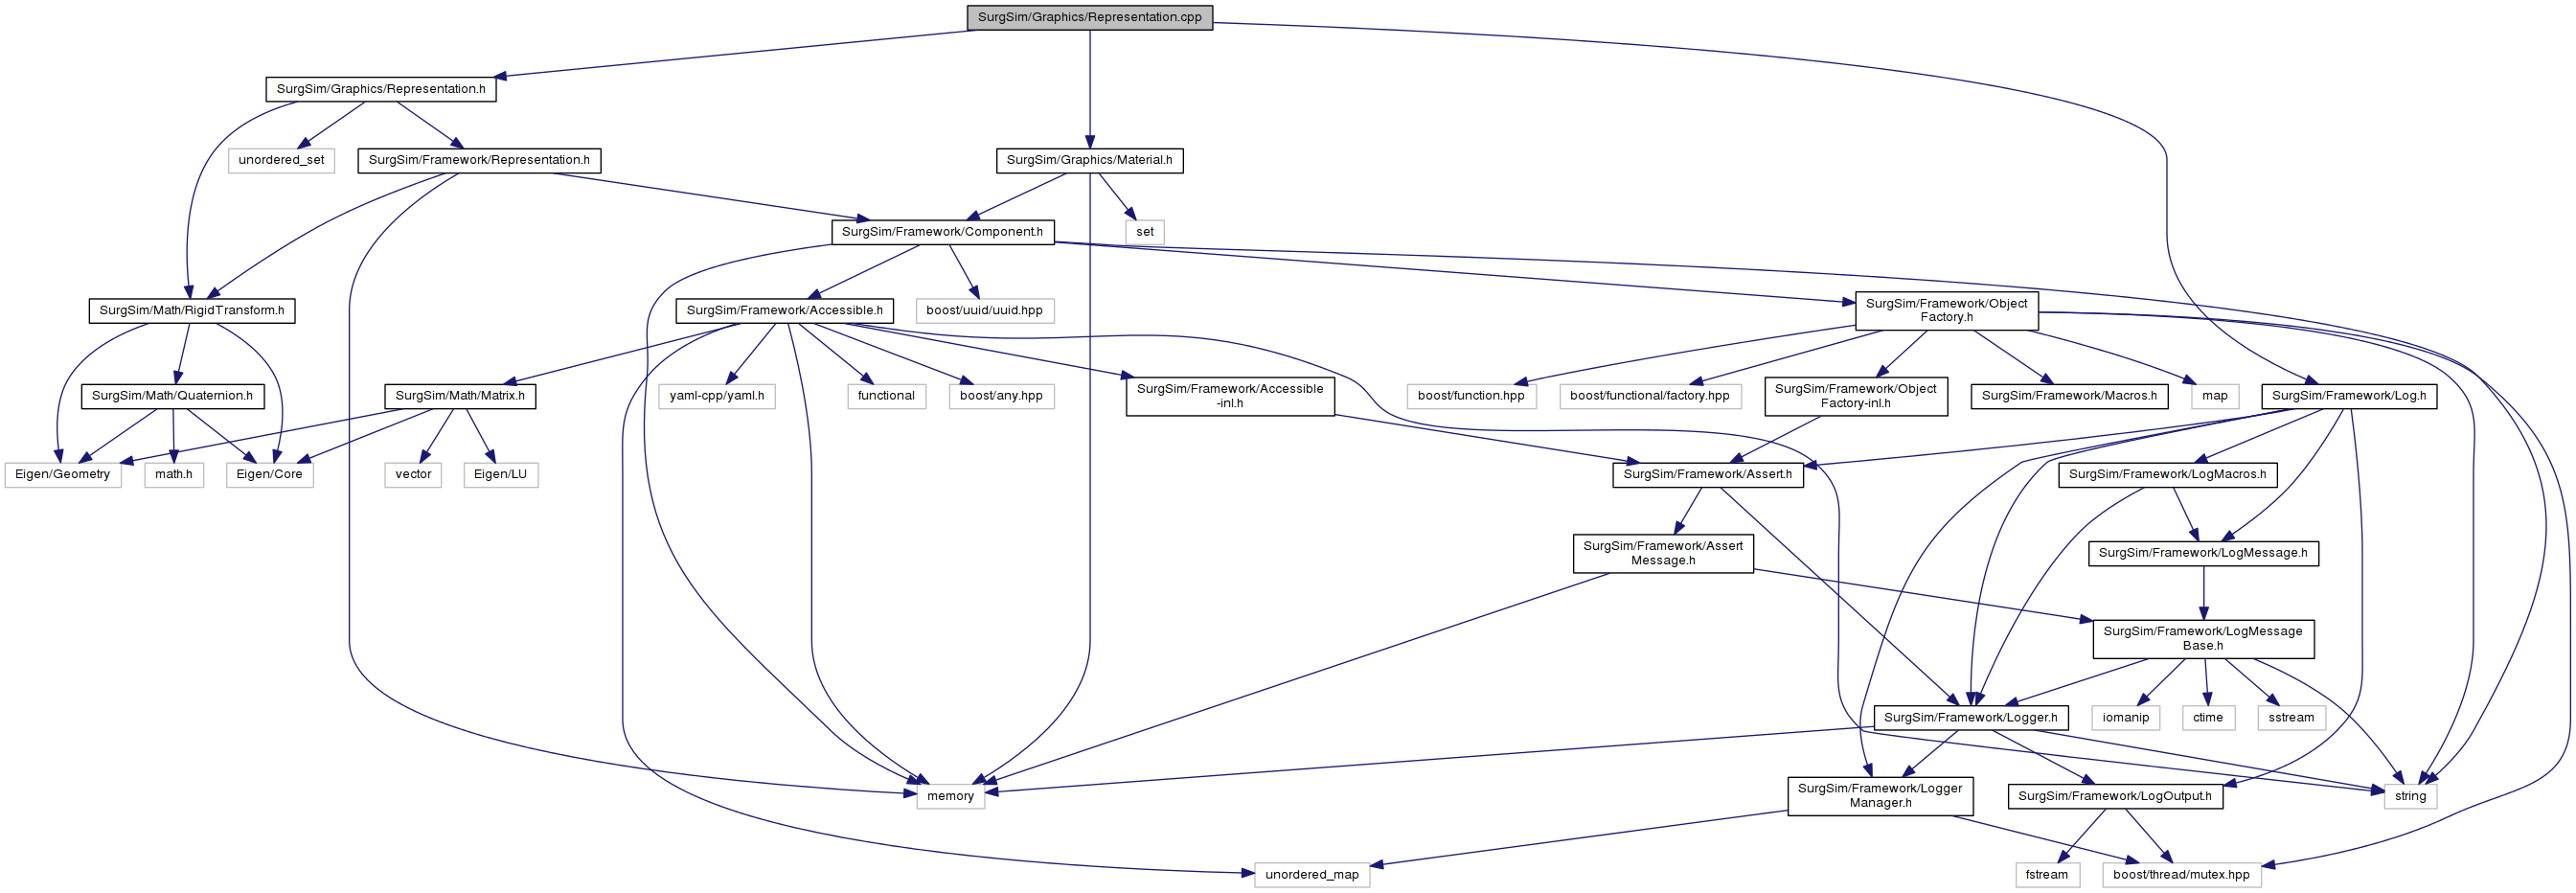 SurgSim/Graphics/Representation.cpp
SurgSim/Graphics/Representation.h
unordered_set
SurgSim/Framework/Representation.h
SurgSim/Graphics/Material.h
SurgSim/Framework/Component.h
set
SurgSim/Math/RigidTransform.h
SurgSim/Framework/Accessible.h
boost/uuid/uuid.hpp
SurgSim/Framework/Object
Factory.h
SurgSim/Math/Quaternion.h
SurgSim/Math/Matrix.h
yaml-cpp/yaml.h
functional
boost/any.hpp
SurgSim/Framework/Accessible
-inl.h
boost/function.hpp
boost/functional/factory.hpp
SurgSim/Framework/Object
Factory-inl.h
SurgSim/Framework/Macros.h
map
SurgSim/Framework/Log.h
Eigen/Geometry
math.h
Eigen/Core
vector
Eigen/LU
SurgSim/Framework/Assert.h
SurgSim/Framework/LogMacros.h
SurgSim/Framework/Assert
Message.h
SurgSim/Framework/LogMessage.h
SurgSim/Framework/LogMessage
Base.h
SurgSim/Framework/Logger.h
iomanip
ctime
sstream
memory
SurgSim/Framework/Logger
Manager.h
SurgSim/Framework/LogOutput.h
string
unordered_map
fstream
boost/thread/mutex.hpp